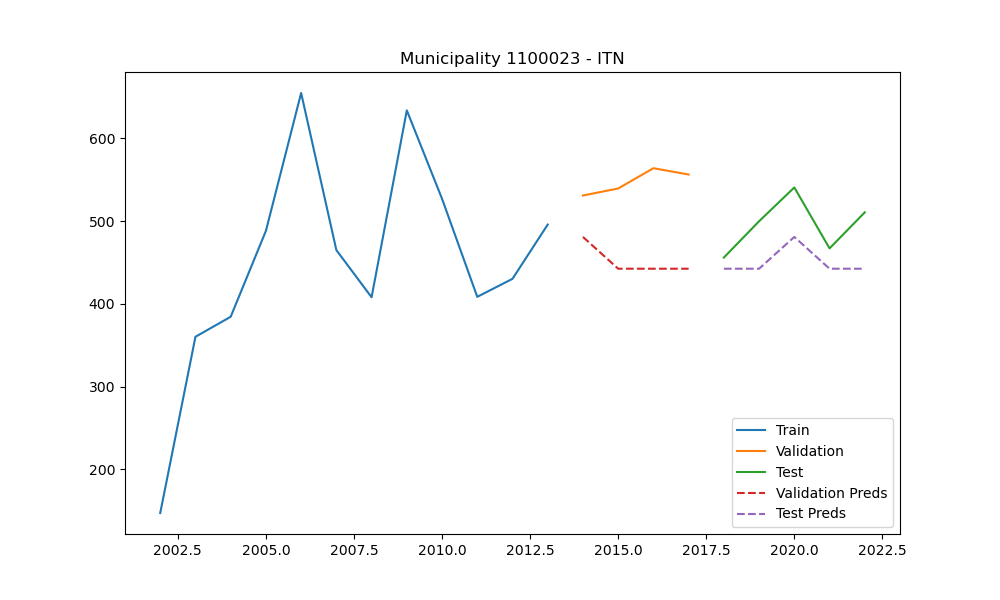 Municipality 1100023 - ITN
600
500
400
300
200
2002.5 2005.0 2007.5 2010.0 2012.5 2015.0 2017.5 2020.0 2022.5
Train
Validation
Test
Validation Preds
Test Preds